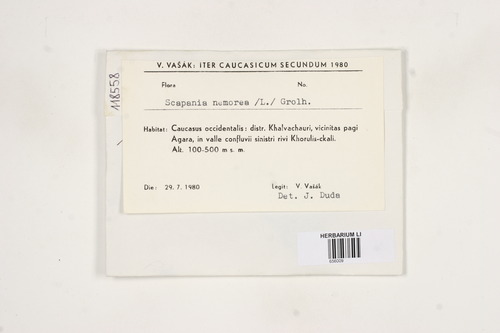 V. VAŠÁK: ITER CAUCASICUM SECUNDUM 1980
Flora No.
Scapania nemorea /L./ Grolh.
Habitat: Caucasus occidentalis: distr. Khalvachauri, vicinitas pagi
Agara, in valle confluvii sinistri rivi Khorulis-ckali.
Alt. 100-500 m s. m.
Die: 29. 7. 1980 Legit: V. Vašák
Det. J. Duda
118558
HERBARIUM LI